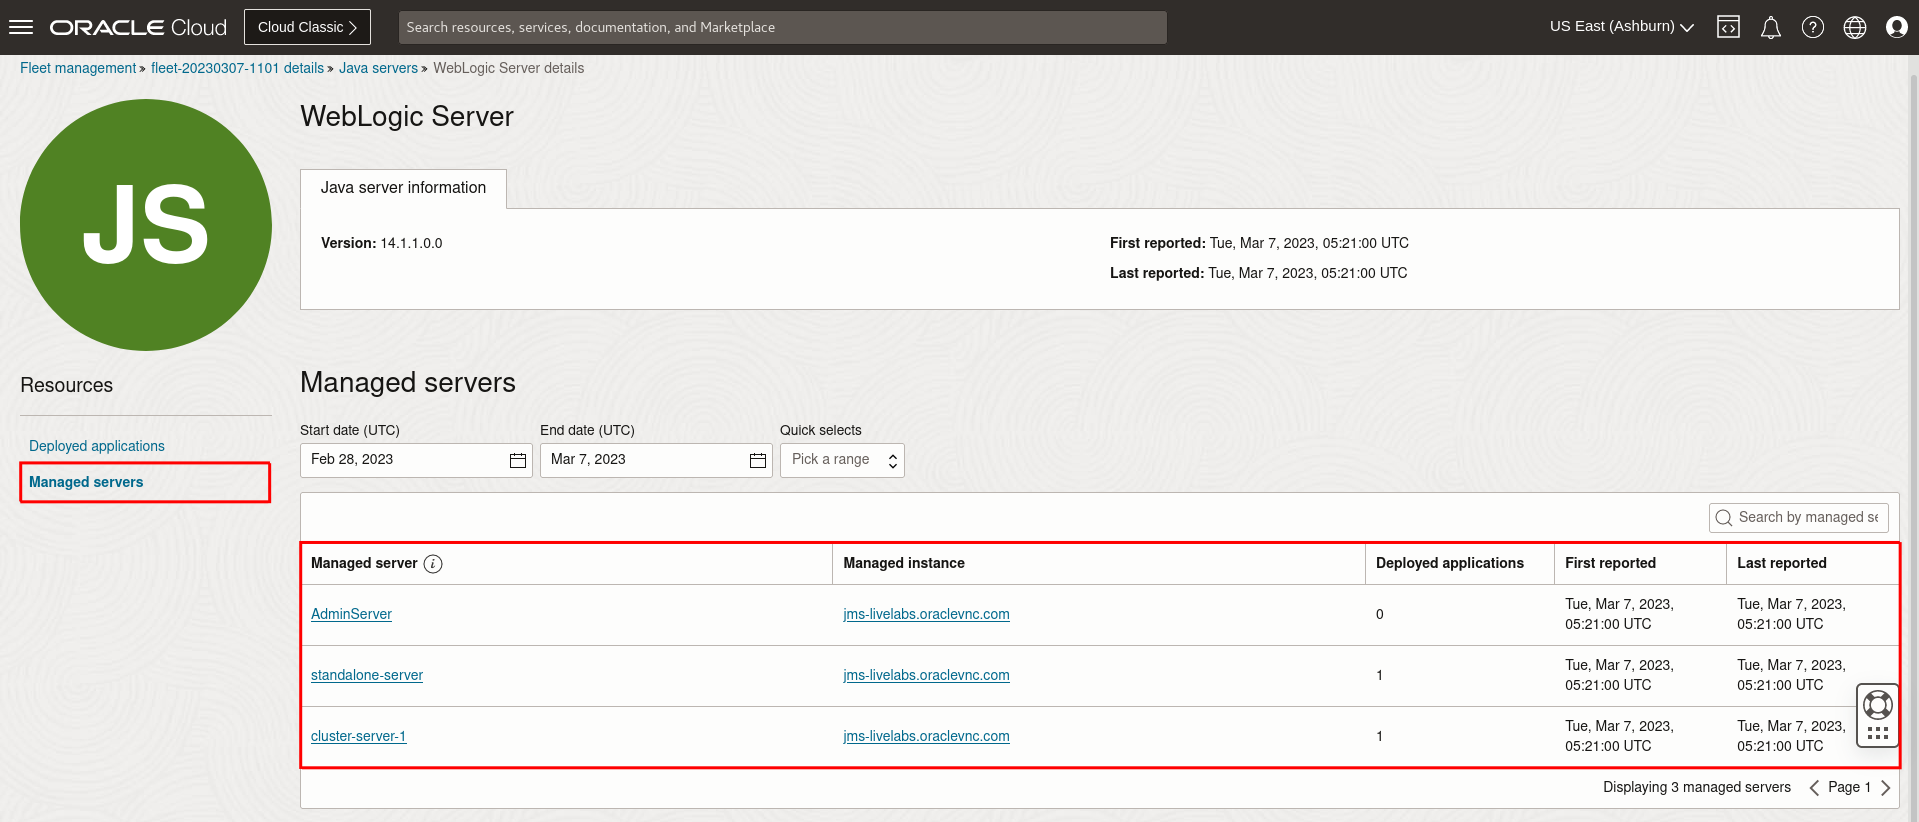 ORACLE Cloud
Cloud Classic
Search resources, services, documentation, and Marketplace
US East (Ashburn)
Fleet management » fleet-20230307-1101 details » Java servers » WebLogic Server details
JS
WebLogic Server
Java server information
Version: 14.1.1.0.0
First reported: Tue, Mar 7, 2023, 05:21:00 UTC
Last reported: Tue, Mar 7, 2023, 05:21:00 UTC
Resources
Deployed applications
Managed servers
Managed servers
Start date (UTC) End date (UTC) Quick selects
Feb 28, 2023 Mar 7, 2023 Pick a range
Search by managed se
Managed server i Managed instance Deployed applications First reported Last reported
AdminServer jms-livelabs.oraclevnc.com 0 Tue, Mar 7, 2023, 05:21:00 UTC Tue, Mar 7, 2023, 05:21:00 UTC
standalone-server jms-livelabs.oraclevnc.com 1 Tue, Mar 7, 2023, 05:21:00 UTC Tue, Mar 7, 2023, 05:21:00 UTC
cluster-server-1 jms-livelabs.oraclevnc.com 1 Tue, Mar 7, 2023, 05:21:00 UTC Tue, Mar 7, 2023, 05:21:00 UTC
Displaying 3 managed servers Page 1